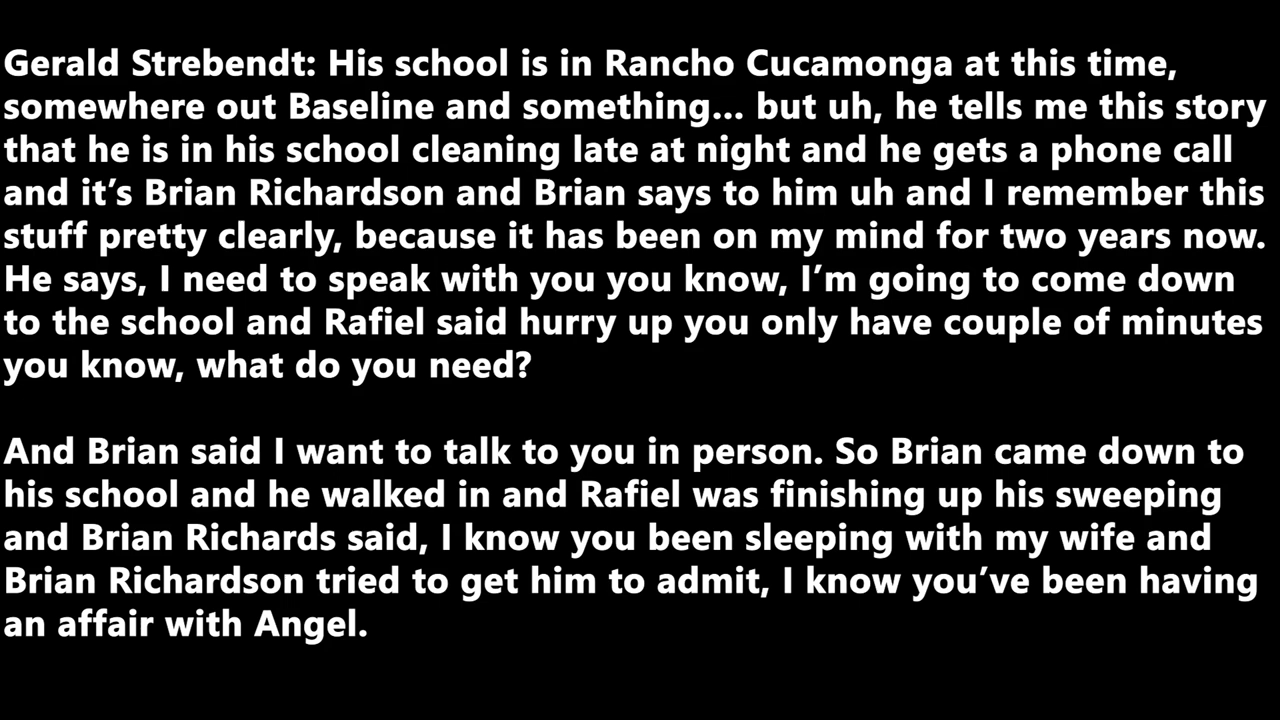 Gerald Strebendt: His school is in Rancho Cucamonga at this time,
somewhere out Baseline and something... but uh, he tells me this story
that he is in his school cleaning late at night and he gets a phone call
and it’s Brian Richardson and Brian says to him uh and I remember this
stuff pretty clearly, because it has been on my mind for two years now.
He says, I need to speak with you you know, I’m going to come down
to the school and Rafiel said hurry up you only have couple of minutes
you know, what do you need?
And Brian said I want to talk to you in person. So Brian came down to
his school and he walked in and Rafiel was finishing up his sweeping
and Brian Richards said, I know you been sleeping with my wife and
Brian Richardson tried to get him to admit, I know you’ve been having
an affair with Angel.